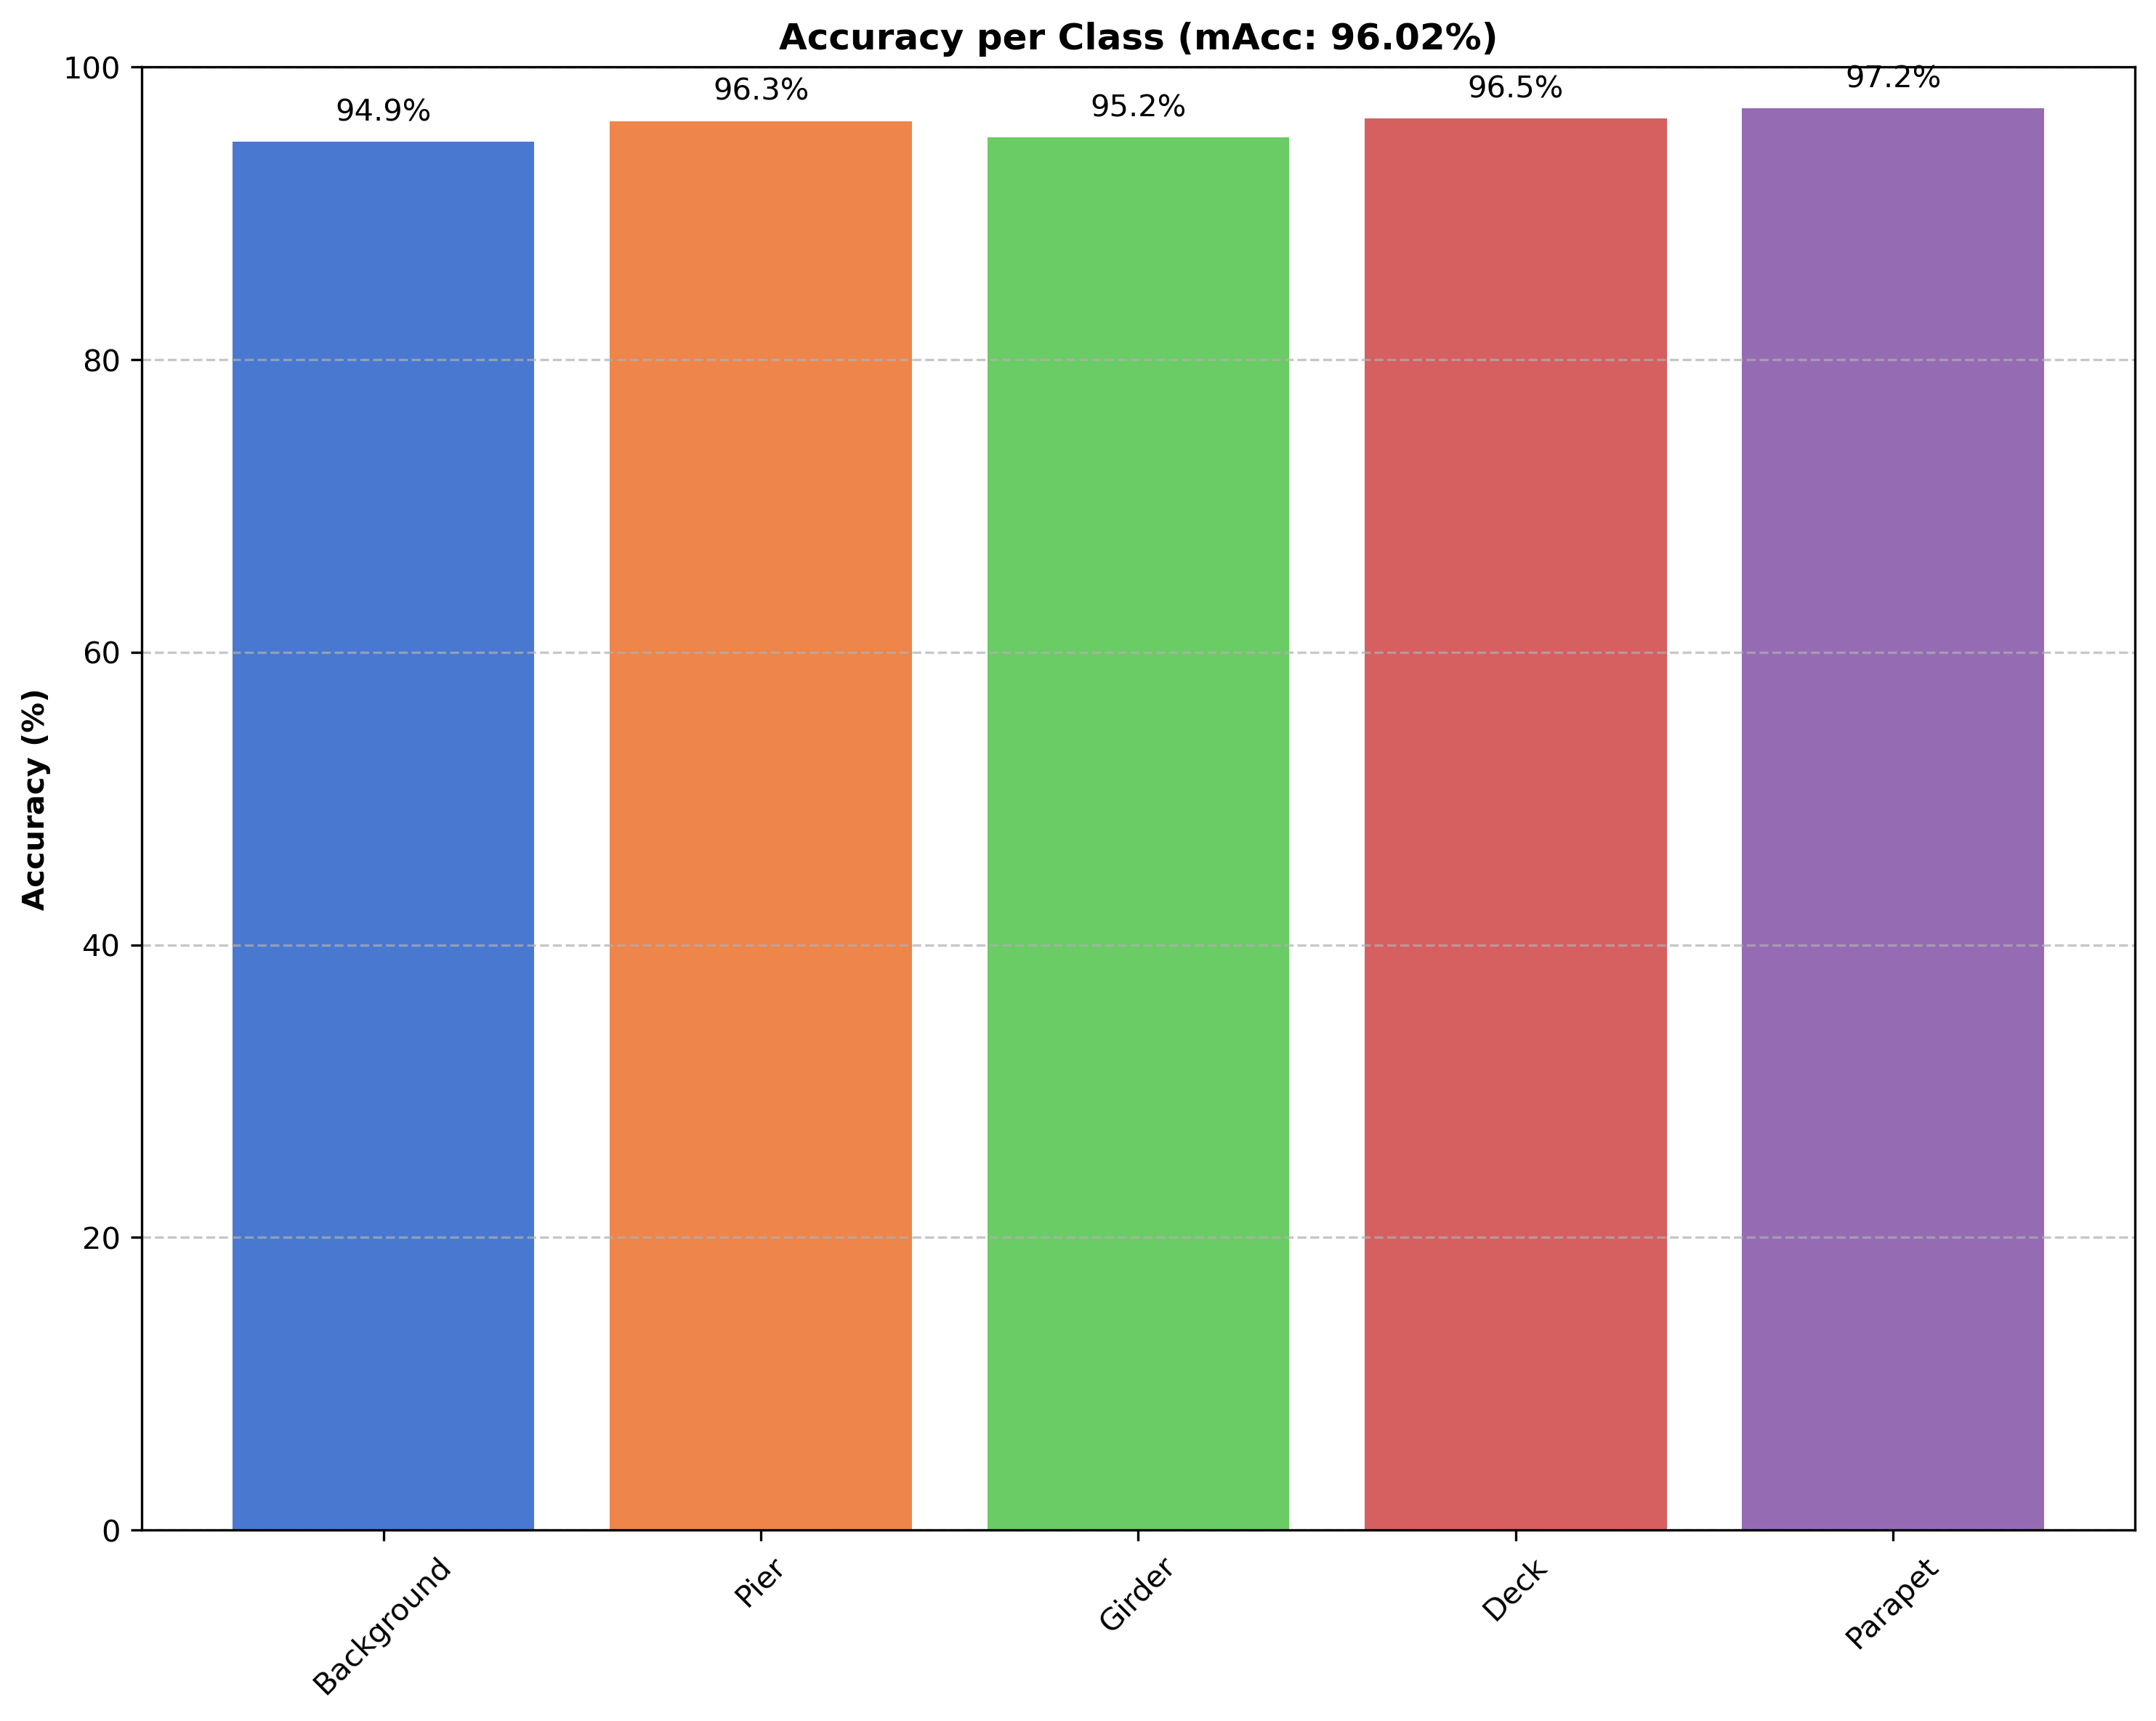 Accuracy per Class (mAcc: 96.02%)
Accuracy (%)
100
80
60
40
20
0
94.9%
96.3%
95.2%
96.5%
97.2%
Background
Pier
Girder
Deck
Parapet